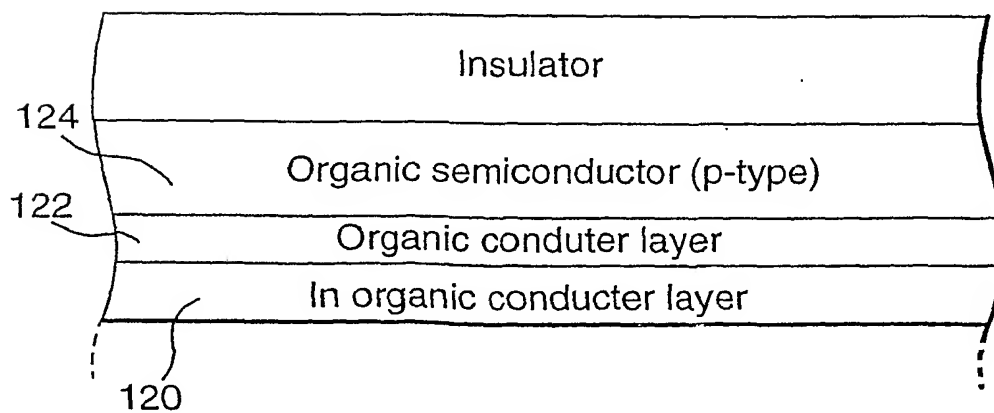 Insulator
124
Organic semiconductor (p-type)
122
Organic conduter layer
In organic conducter layer
120